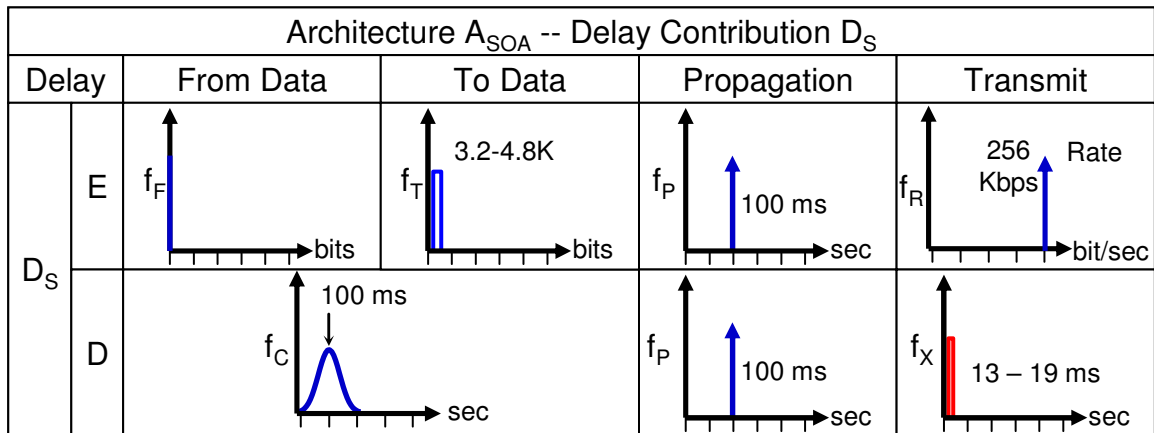 Architecture A_SOA -- Delay Contribution D_S
Delay From Data To Data Propagation Transmit
D_S
E
f_F
bits
3.2-4.8K
f_T
bits
f_P
100 ms
sec
256 Kbps
Rate
f_R
bit/sec
D
100 ms
f_C
sec
f_P
100 ms
sec
f_X
13 – 19 ms
sec